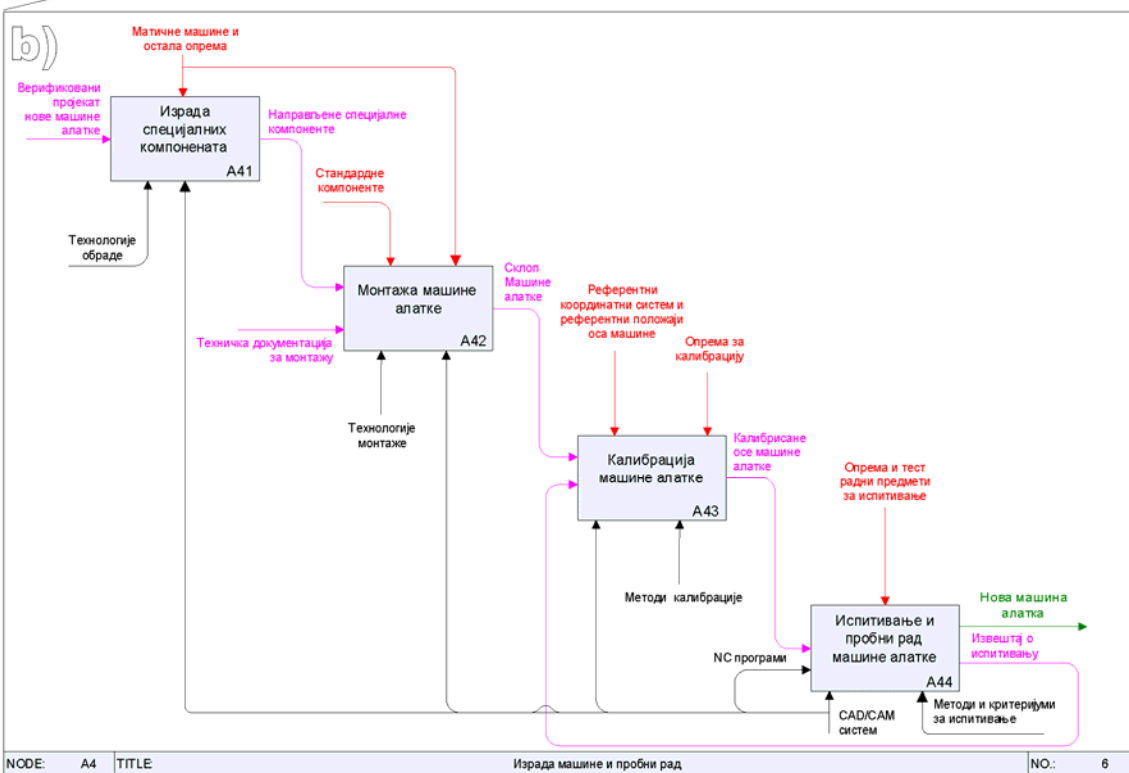 b)
Матичне машине и
остала опрема
Верификовани
пројекат
нове машине
алатке
Израда
специјалних
компонената
A41
Направљене специјалне
компоненте
Стандардне
компоненте
Технологије
обраде
Монтажа машине
алатке
A42
Склоп
Машине
алатке
Техничка документација
за монтажу
Технологије
монтаже
Референтни
координатни систем и
референтни положаји
оса машине
Опрема за
калибрацију
Калибрација
машине алатке
A43
Калибрисане
осе машине
алатке
Методи калибрације
Опрема и тест
радни предмети
за испитивање
Испитивање и
пробни рад
машине алатке
A44
Нова машина
алатка
Извештај о
испитивању
NC програми
CAD/CAM
систем
Методи и критеријуми
за испитивање
NODE: A4 TITLE: Израда машине и пробни рад NO.: 6